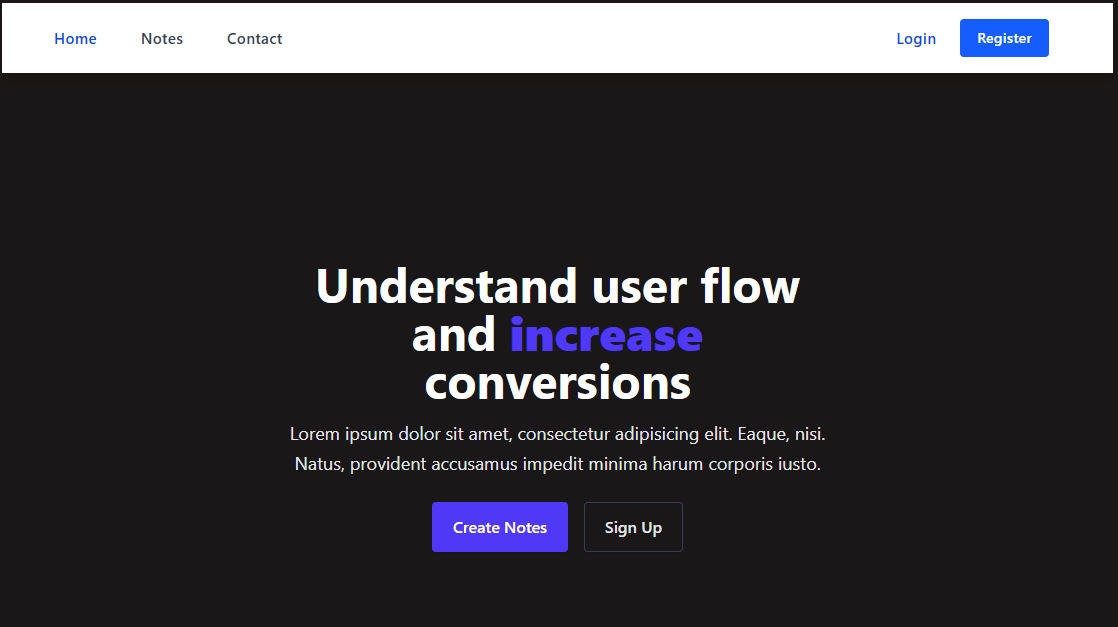 Home Notes Contact Login Register
Understand user flow
and increase
conversions
Lorem ipsum dolor sit amet, consectetur adipisicing elit. Eaque, nisi.
Natus, provident accusamus impedit minima harum corporis iusto.
Create Notes Sign Up